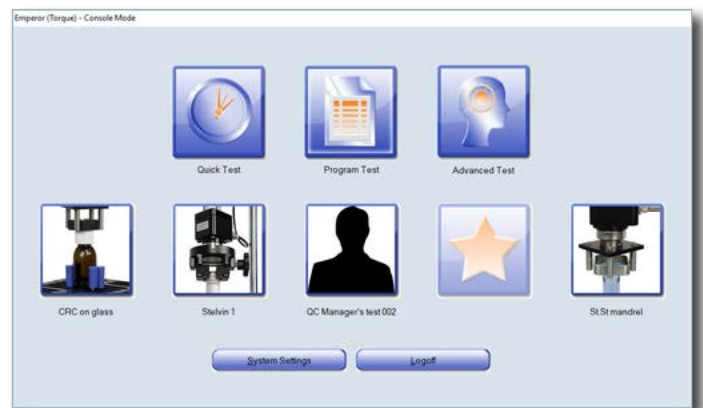 Emperor (Torque) - Console Mode
Quick Test
Program Test
Advanced Test
CRC on glass
Stelvin 1
QC Manager's test 002
St.St mandrel
System Settings
Logoff